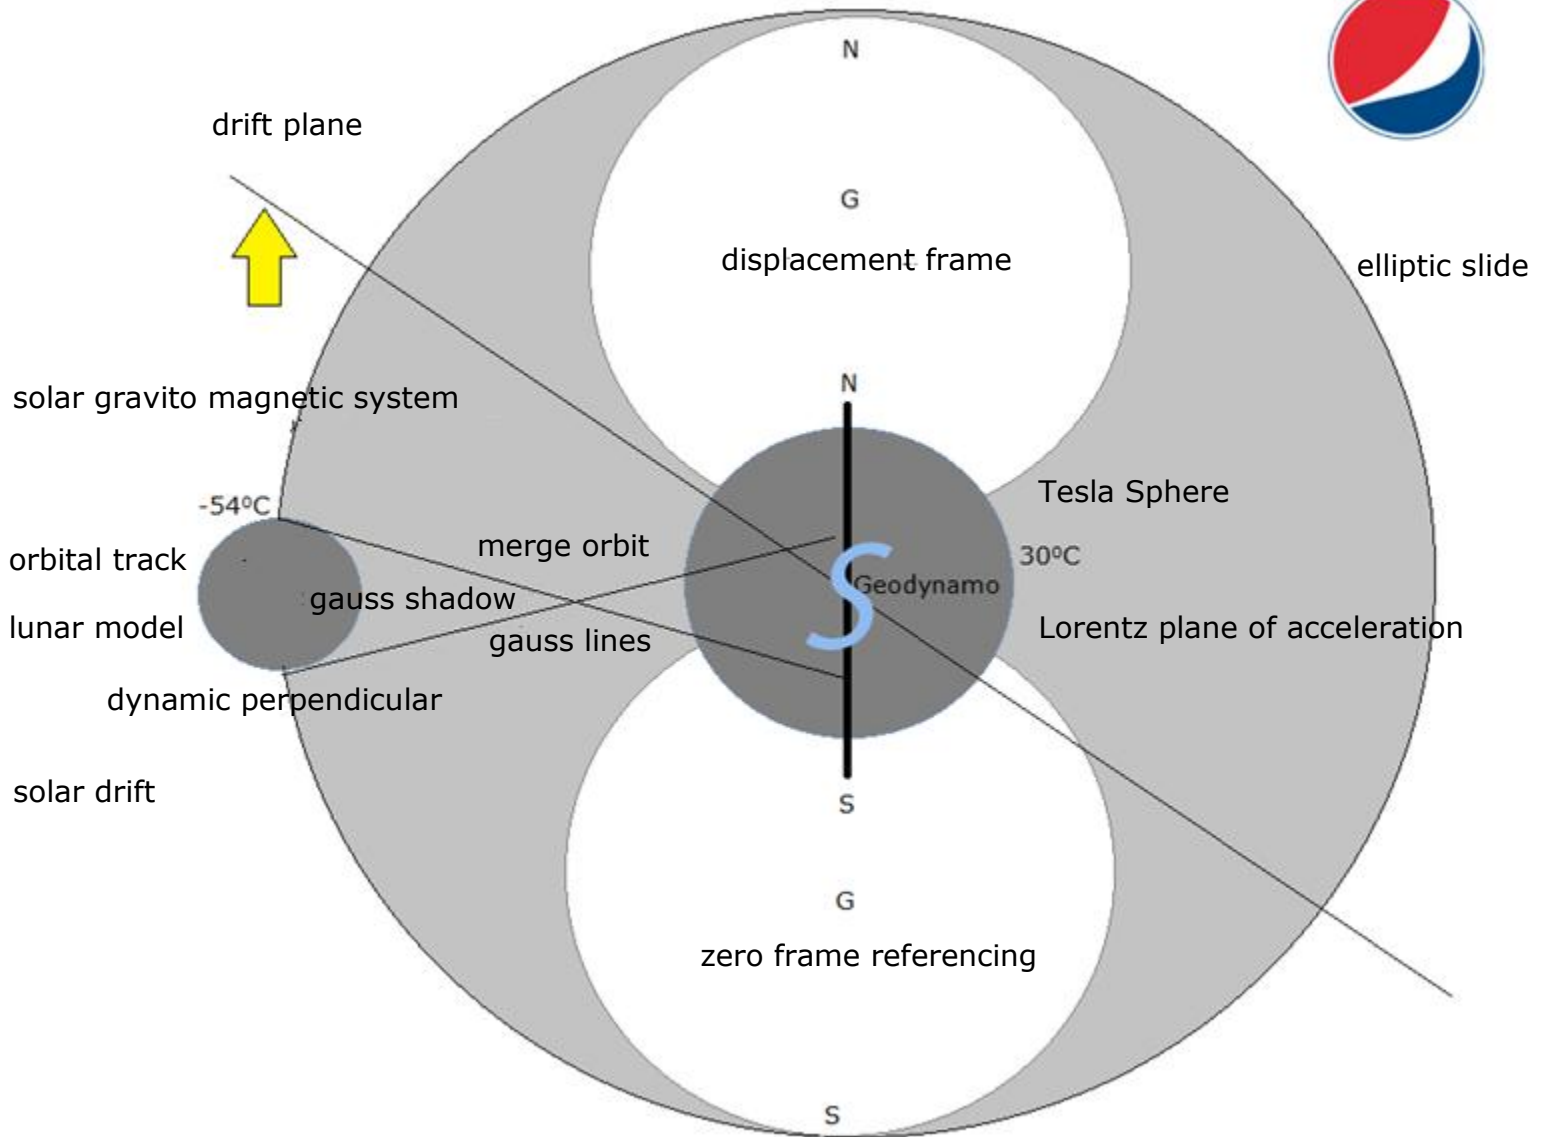 N
drift plane
G
displacement frame
elliptic slide
N
solar gravito magnetic system
Tesla Sphere
-54ºC
merge orbit
30ºC
orbital track
Geodynamo
gauss shadow
lunar model
Lorentz plane of acceleration
gauss lines
dynamic perpendicular
solar drift
S
G
zero frame referencing
S